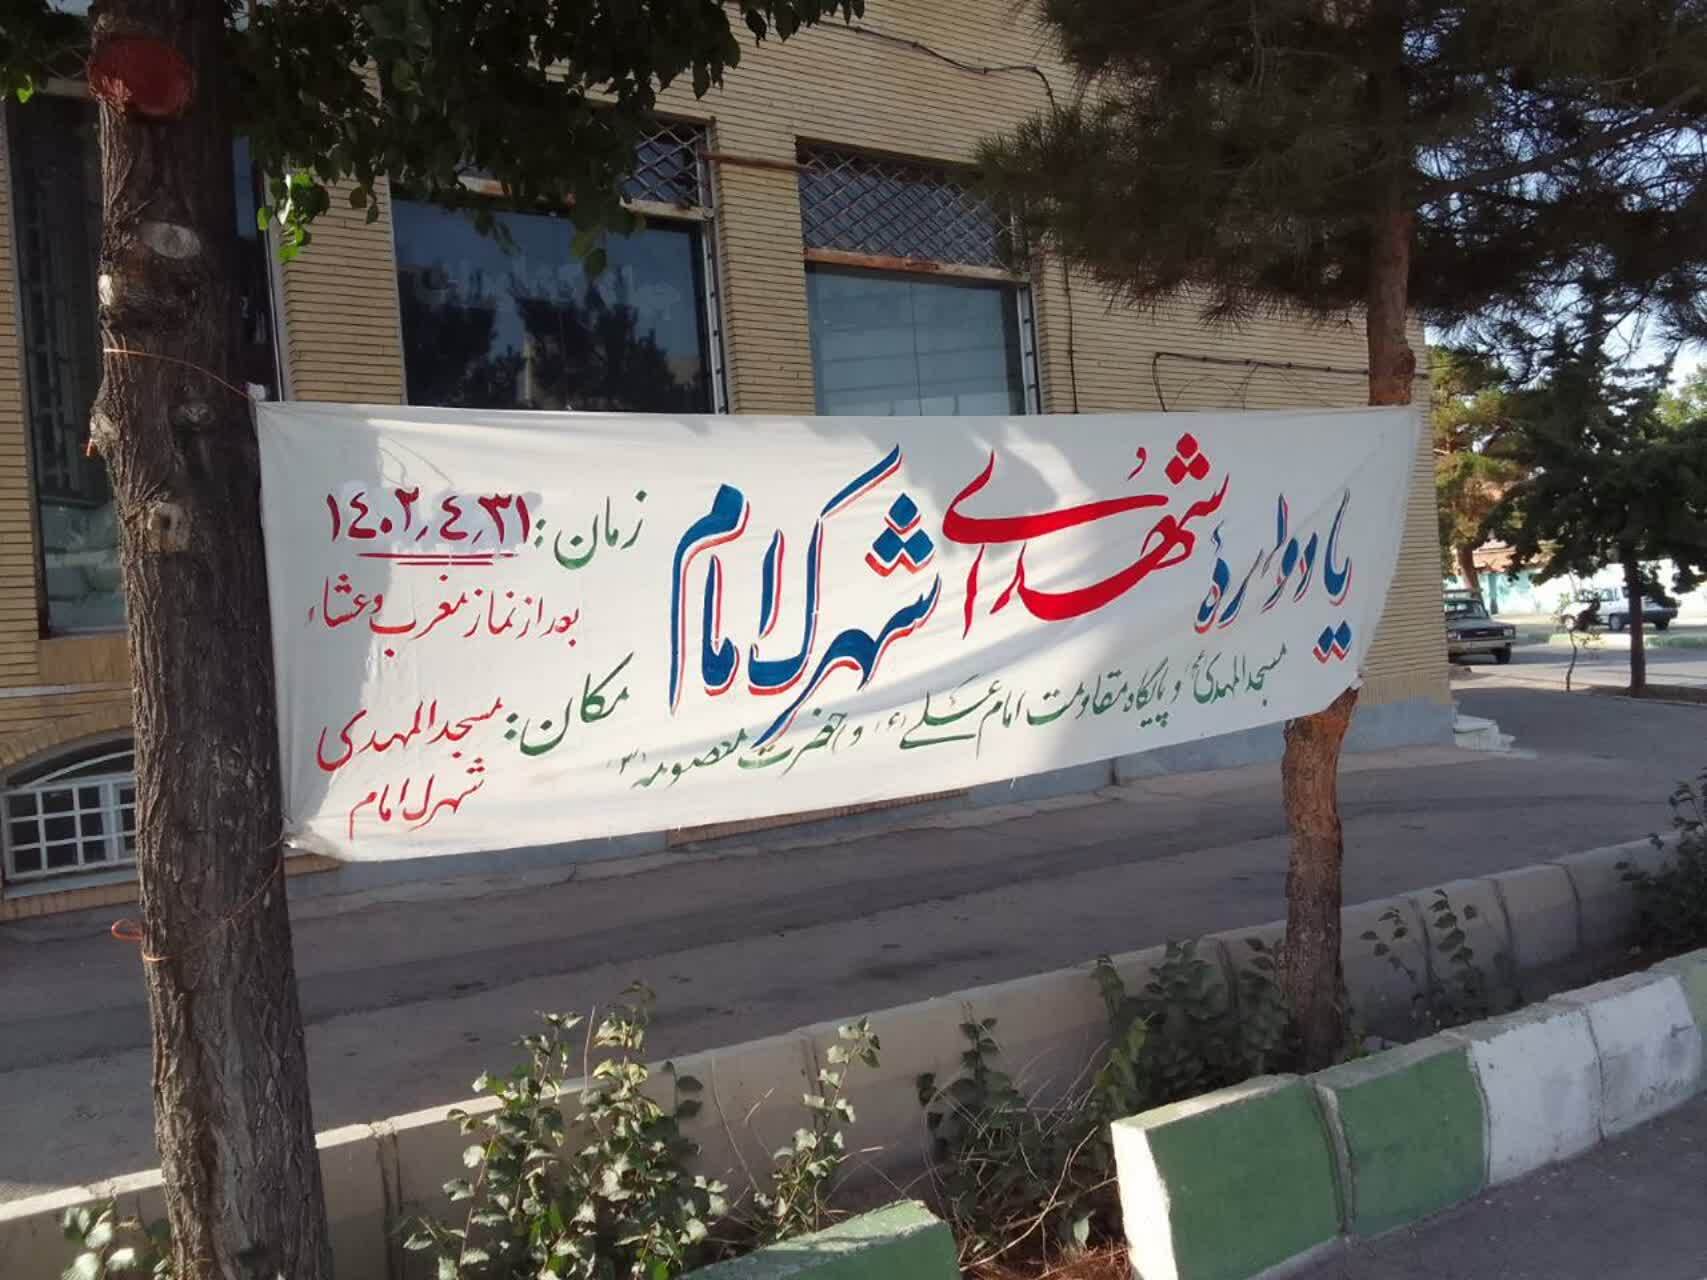 یادوارهٔ شهدای شهرک امام
مسجد المهدی عج و پایگاه مقاومت امام علی ع و حضرت معصومه س
زمان: ۱۴۰۲٫۴٫۳۱
بعد از نماز مغرب و عشاء
مکان: مسجد المهدی
شهرک امام